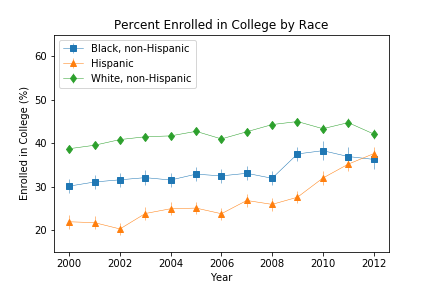 Percent Enrolled in College by Race
Black, non-Hispanic
Hispanic
White, non-Hispanic
Enrolled in College (%)
60
50
40
30
20
2000 2002 2004 2006 2008 2010 2012
Year